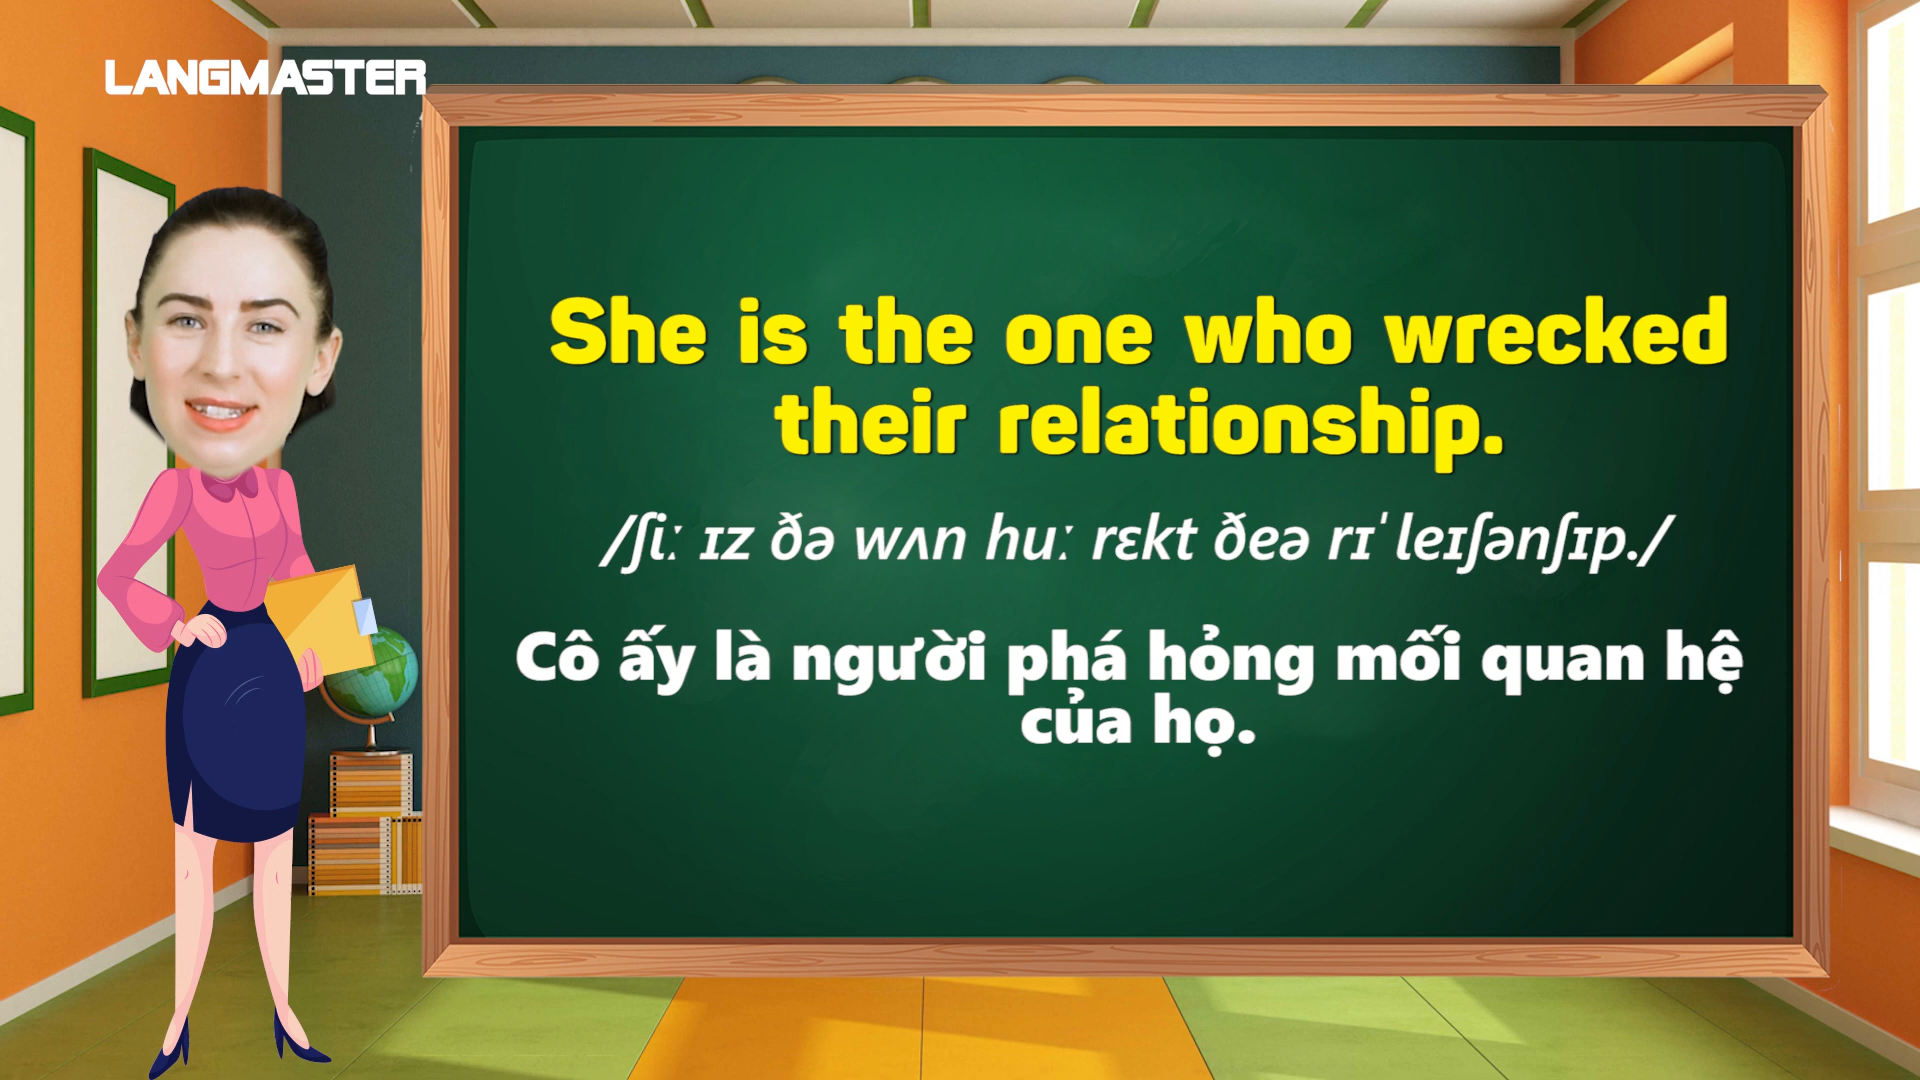 LANGMASTER
She is the one who wrecked
their relationship.
/ʃiː ɪz ðə wʌn huː rɛkt ðeə rɪˈleɪʃənʃɪp./
Cô ấy là người phá hỏng mối quan hệ
của họ.